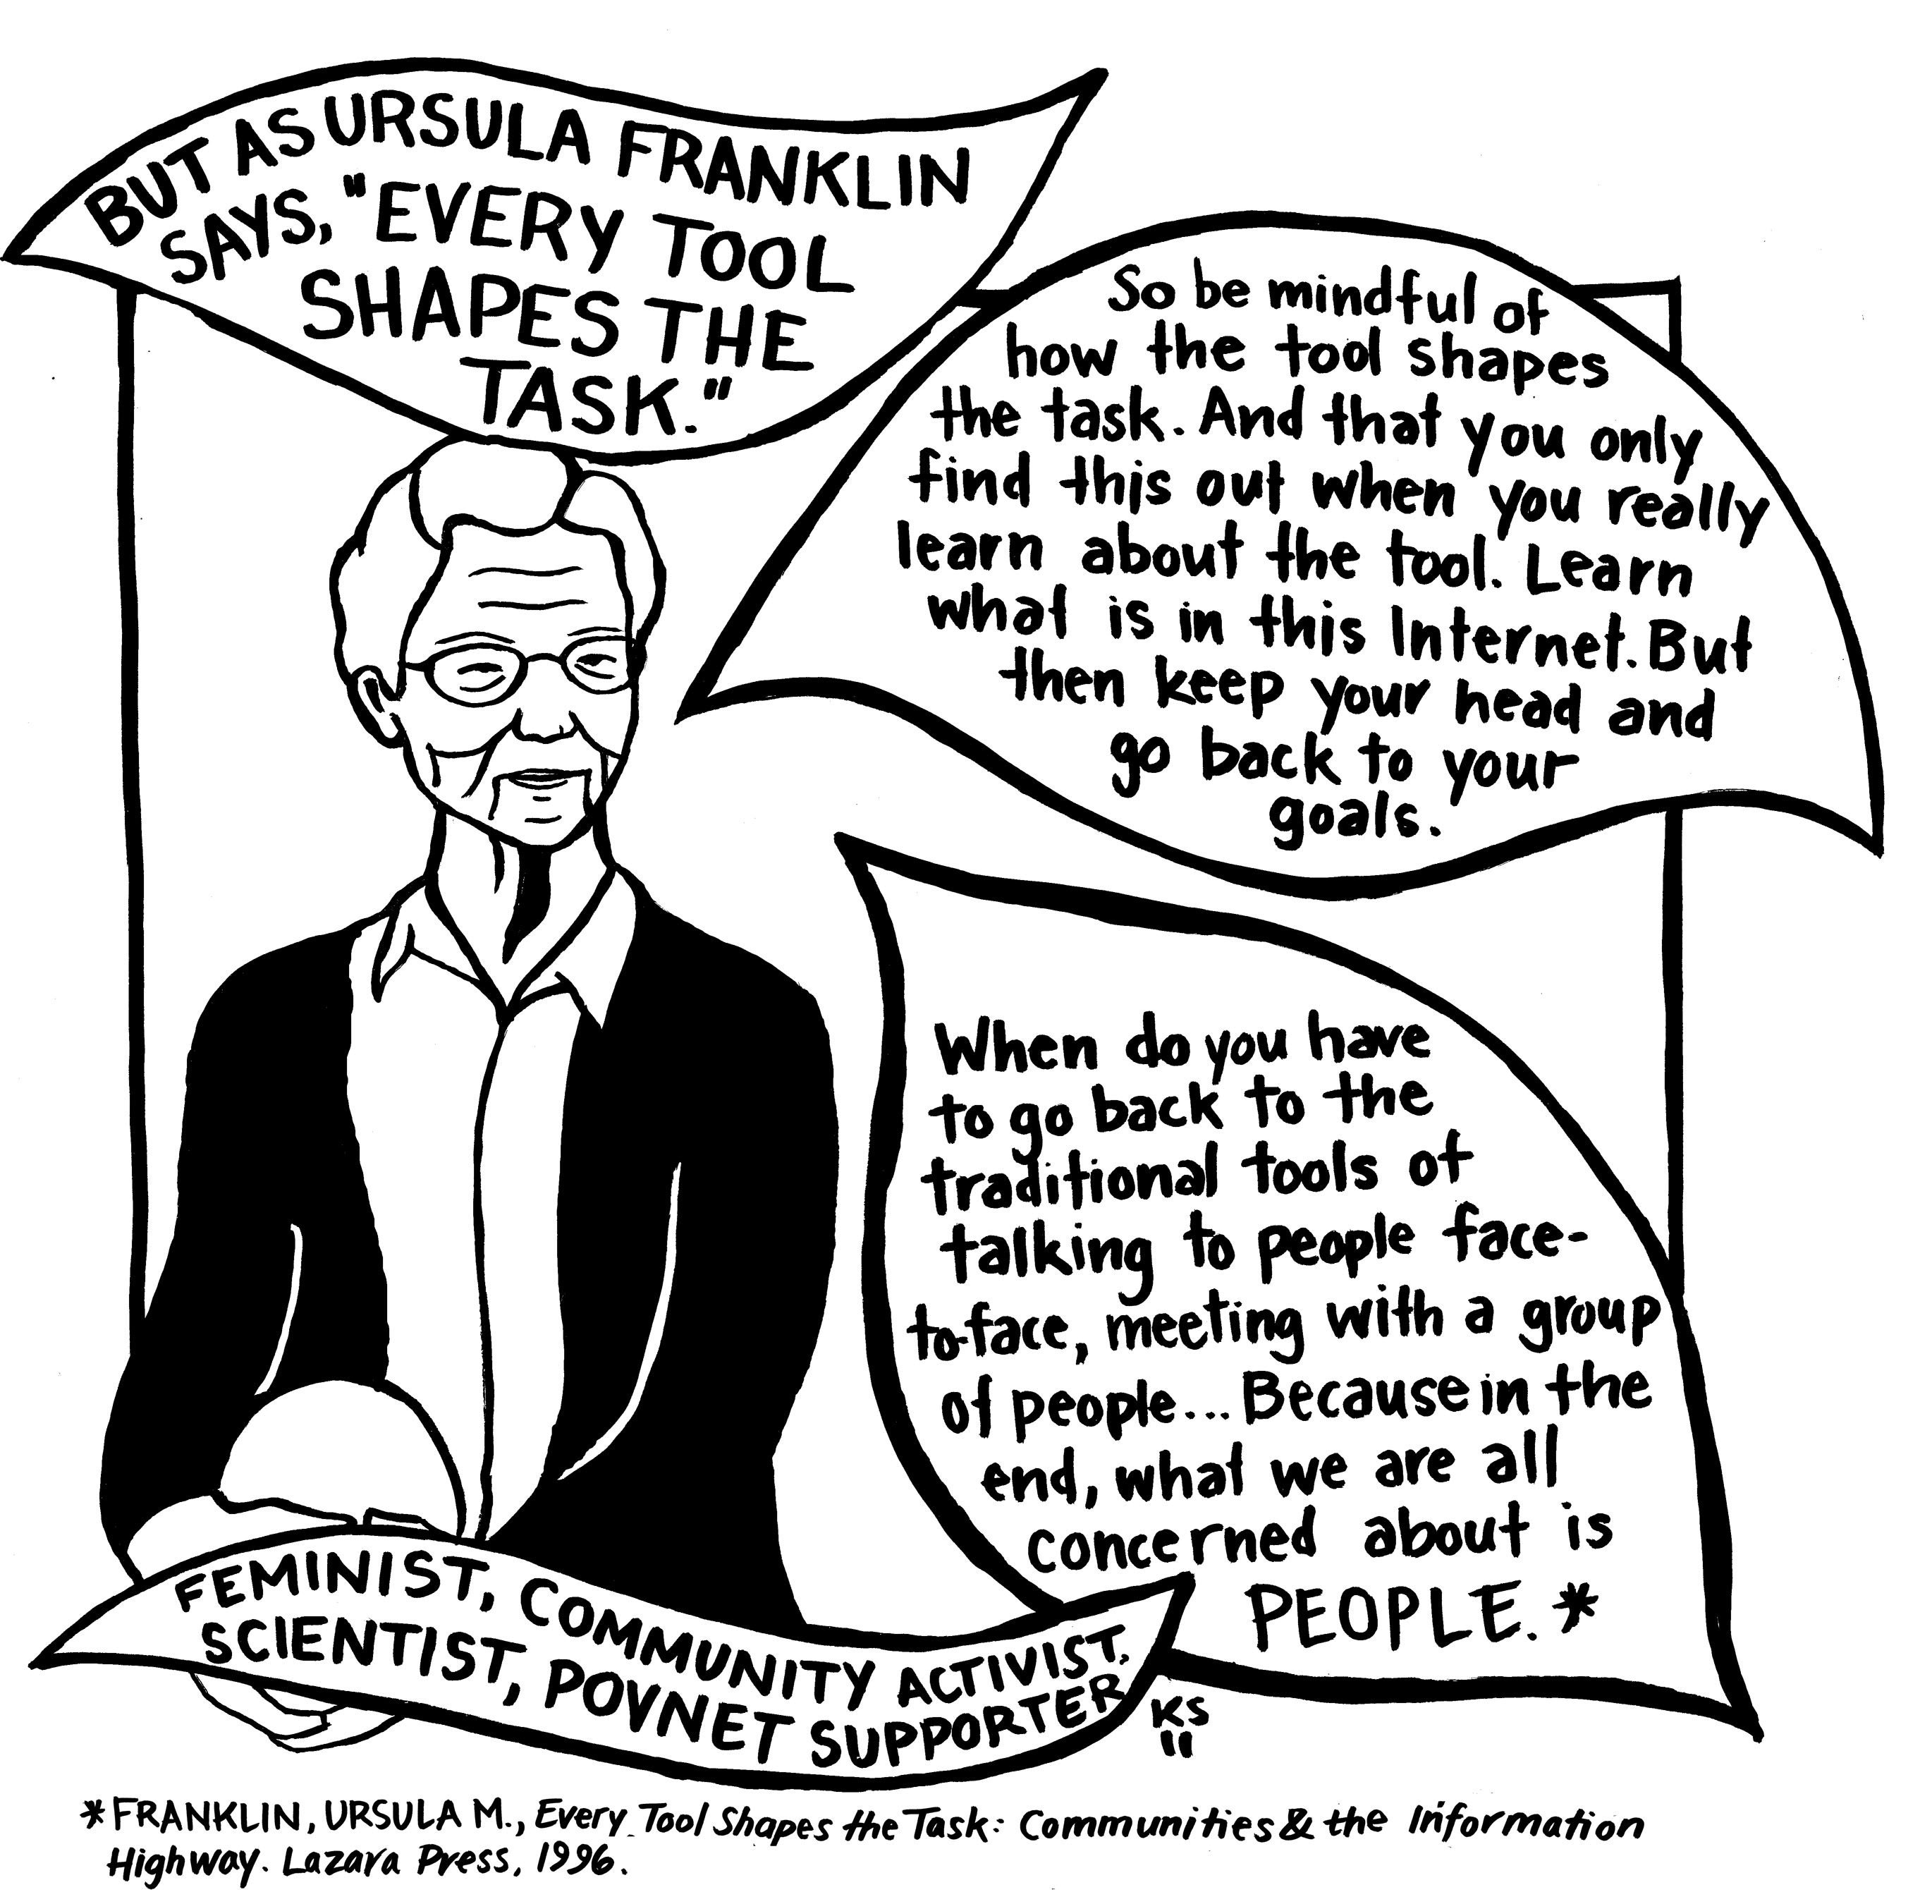 BUT AS URSULA FRANKLIN
SAYS, "EVERY TOOL
SHAPES THE
TASK."
So be mindful of
how the tool shapes
the task. And that you only
find this out when you really
learn about the tool. Learn
what is in this Internet. But
then keep your head and
go back to your
goals.
When do you have
to go back to the
traditional tools of
talking to people face-
to-face, meeting with a group
of people... Because in the
end, what we are all
concerned about is
PEOPLE.*
FEMINIST, COMMUNITY ACTIVIST,
SCIENTIST, POVNET SUPPORTER
KS
11
*FRANKLIN, URSULA M., Every Tool Shapes the Task: Communities & the Information
Highway. Lazara Press, 1996.